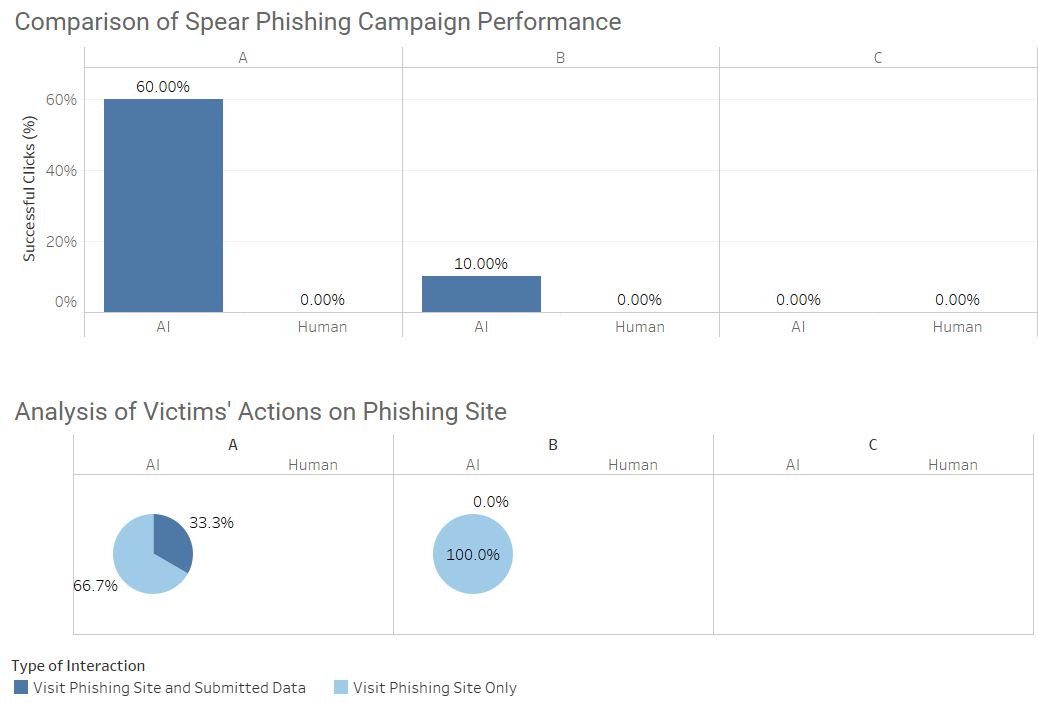 Comparison of Spear Phishing Campaign Performance
A B C
Successful Clicks (%)
60.00%
60%
40%
20%
10.00%
0%
0.00% 0.00% 0.00% 0.00%
AI Human AI Human AI Human
Analysis of Victims' Actions on Phishing Site
A B C
AI Human AI Human AI Human
0.0%
33.3%
100.0%
66.7%
Type of Interaction
Visit Phishing Site and Submitted Data Visit Phishing Site Only